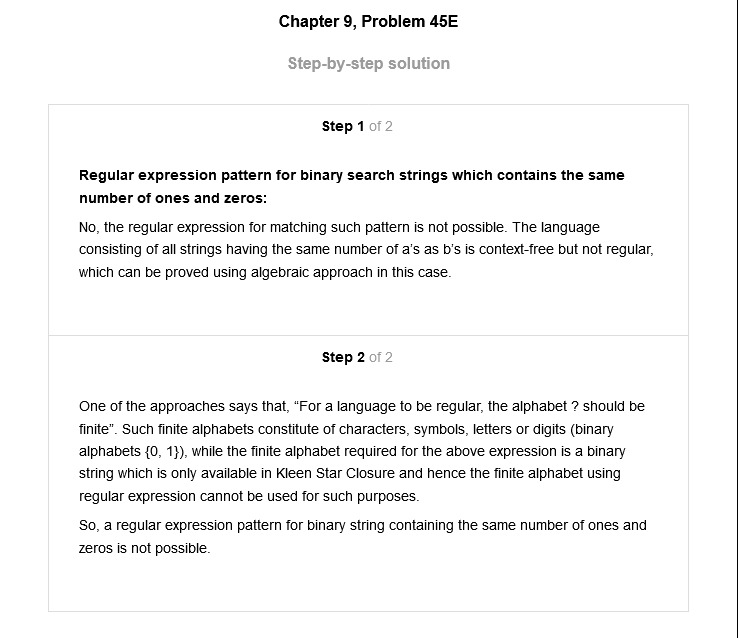 Chapter 9, Problem 45E
Step-by-step solution
Step 1 of 2
Regular expression pattern for binary search strings which contains the same
number of ones and zeros:
No, the regular expression for matching such pattern is not possible. The language
consisting of all strings having the same number of a's as b's is context-free but not regular,
which can be proved using algebraic approach in this case.
Step 2 of 2
One of the approaches says that, “For a language to be regular, the alphabet ? should be
finite”. Such finite alphabets constitute of characters, symbols, letters or digits (binary
alphabets {0, 1}), while the finite alphabet required for the above expression is a binary
string which is only available in Kleen Star Closure and hence the finite alphabet using
regular expression cannot be used for such purposes.
So, a regular expression pattern for binary string containing the same number of ones and
zeros is not possible.